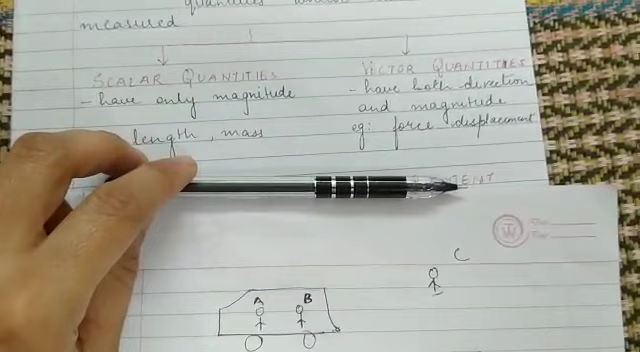 measured
SCALAR QUANTITIES
- have only magnitude
length, mass
VECTOR QUANTITIES
- have both direction
and magnitude
eg: force displacement
C
A B